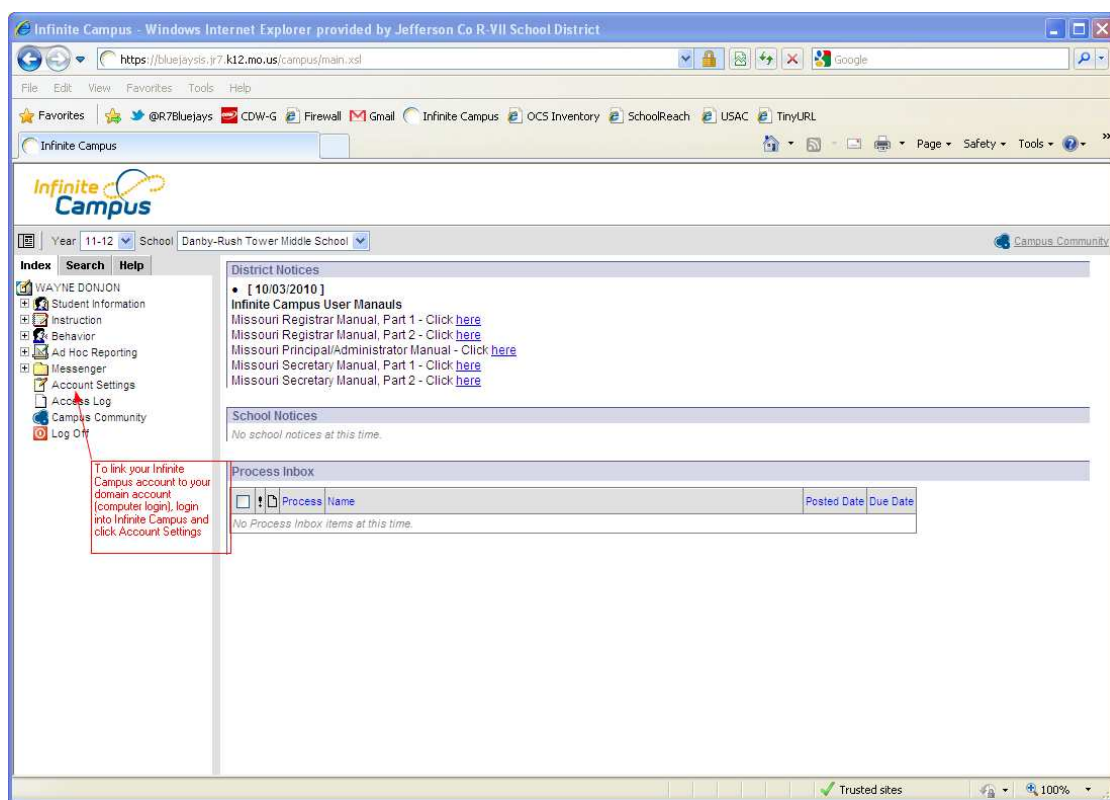 Infinite Campus - Windows Internet Explorer provided by Jefferson Co R-VII School District
https://bluejaysis.jr7.k12.mo.us/campus/main.xsl
Google
File Edit View Favorites Tools Help
Favorites @R7Bluejays CDW-G Firewall Gmail Infinite Campus OCS Inventory SchoolReach USAC TinyURL
Infinite Campus
Page Safety Tools
Infinite
Campus
Year 11-12 School Danby-Rush Tower Middle School
Campus Community
Index Search Help
WAYNE DONJON
Student Information
Instruction
Behavior
Ad Hoc Reporting
Messenger
Account Settings
Access Log
Campus Community
Log Off
To link your Infinite
Campus account to your
domain account
(computer login), login
into Infinite Campus and
click Account Settings
District Notices
• [ 10/03/2010 ]
Infinite Campus User Manauls
Missouri Registrar Manual, Part 1 - Click here
Missouri Registrar Manual, Part 2 - Click here
Missouri Principal/Administrator Manual - Click here
Missouri Secretary Manual, Part 1 - Click here
Missouri Secretary Manual, Part 2 - Click here
School Notices
No school notices at this time.
Process Inbox
! Process Name Posted Date Due Date
No Process Inbox items at this time.
Trusted sites 100%